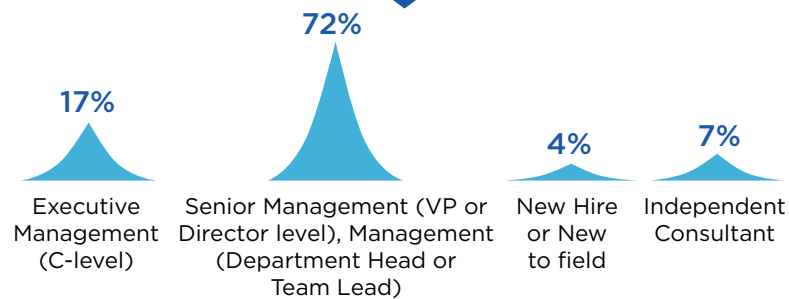 72%
17%
4%
7%
Executive
Management
(C-level)
Senior Management (VP or
Director level), Management
(Department Head or
Team Lead)
New Hire
or New
to field
Independent
Consultant